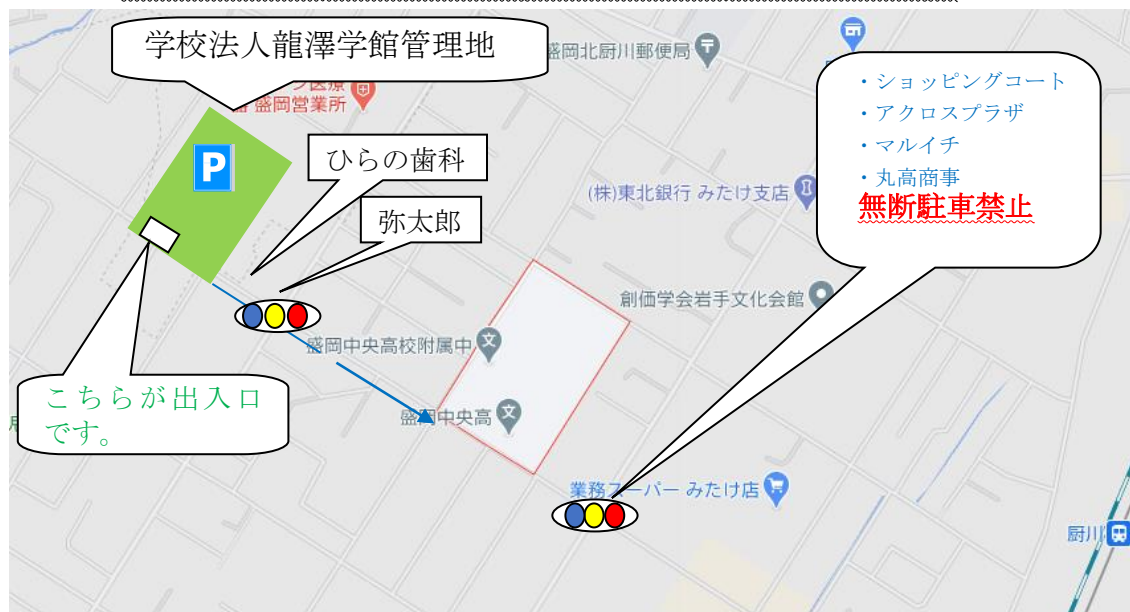 学校法人龍澤学館管理地
盛岡北厨川郵便局
盛岡営業所
P
ひらの歯科
弥太郎
・ショッピングコート
・アクロスプラザ
・マルイチ
・丸高商事
無断駐車禁止
(株)東北銀行 みたけ支店
創価学会岩手文化会館
盛岡中央高校附属中
文
盛岡中央高
文
こちらが出入口
です。
業務スーパー みたけ店
厨川